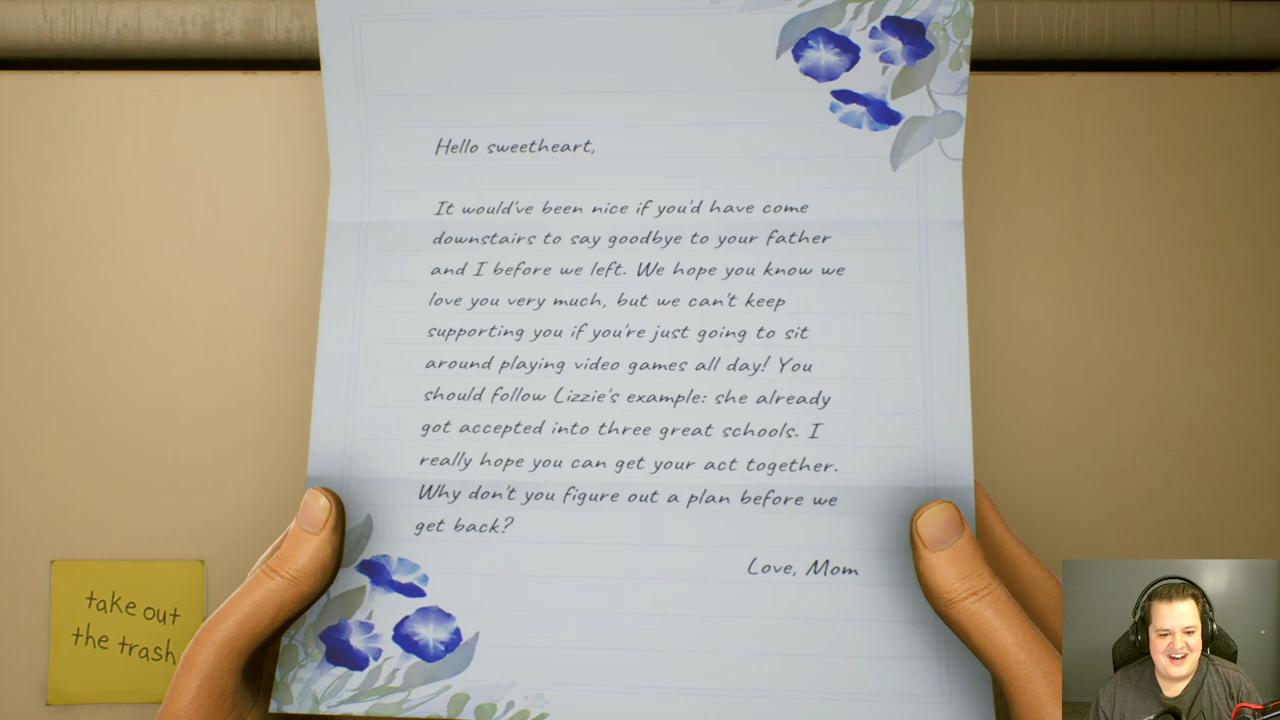 Hello sweetheart,
It would've been nice if you'd have come
downstairs to say goodbye to your father
and I before we left. We hope you know we
love you very much, but we can't keep
supporting you if you're just going to sit
around playing video games all day! You
should follow Lizzie's example: she already
got accepted into three great schools. I
really hope you can get your act together.
Why don't you figure out a plan before we
get back?
Love, Mom
take out
the trash